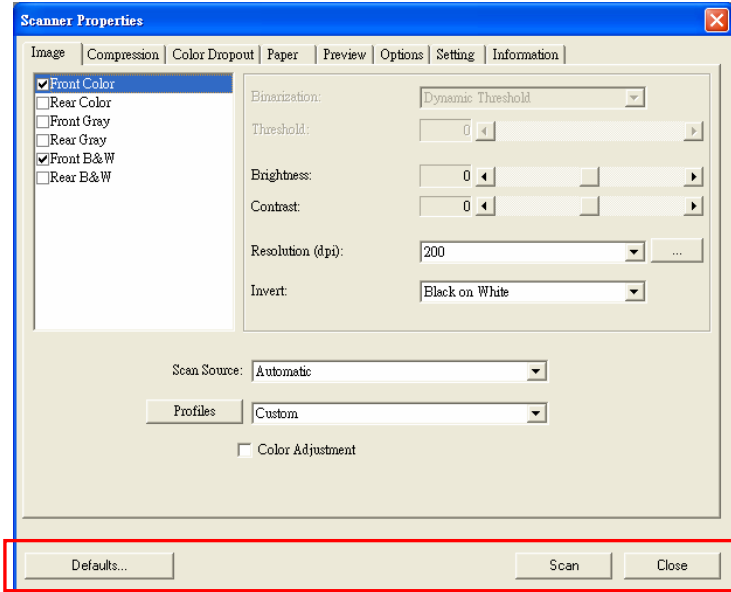 Scanner Properties
Image Compression Color Dropout Paper Preview Options Setting Information
Front Color
Rear Color
Front Gray
Rear Gray
Front B&W
Rear B&W
Binarization: Dynamic Threshold
Threshold: 0
Brightness: 0
Contrast: 0
Resolution (dpi): 200 ...
Invert: Black on White
Scan Source: Automatic
Profiles Custom
Color Adjustment
Defaults... Scan Close